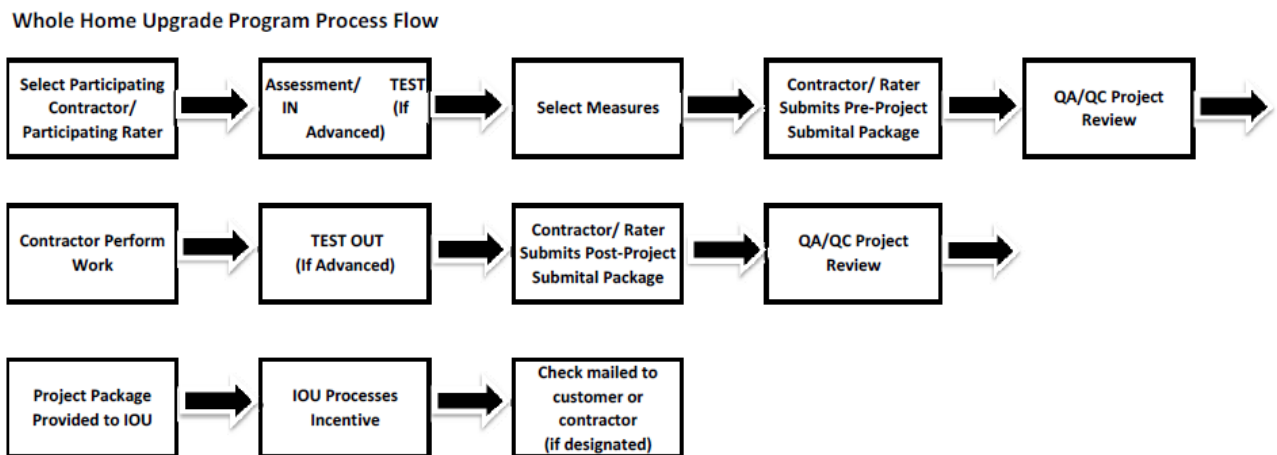 Whole Home Upgrade Program Process Flow
Select Participating
Contractor/
Participating Rater
Assessment/ TEST
IN (If
Advanced)
Select Measures
Contractor/ Rater
Submits Pre-Project
Submital Package
QA/QC Project
Review
Contractor Perform
Work
TEST OUT
(If Advanced)
Contractor/ Rater
Submits Post-Project
Submital Package
QA/QC Project
Review
Project Package
Provided to IOU
IOU Processes
Incentive
Check mailed to
customer or
contractor
(if designated)